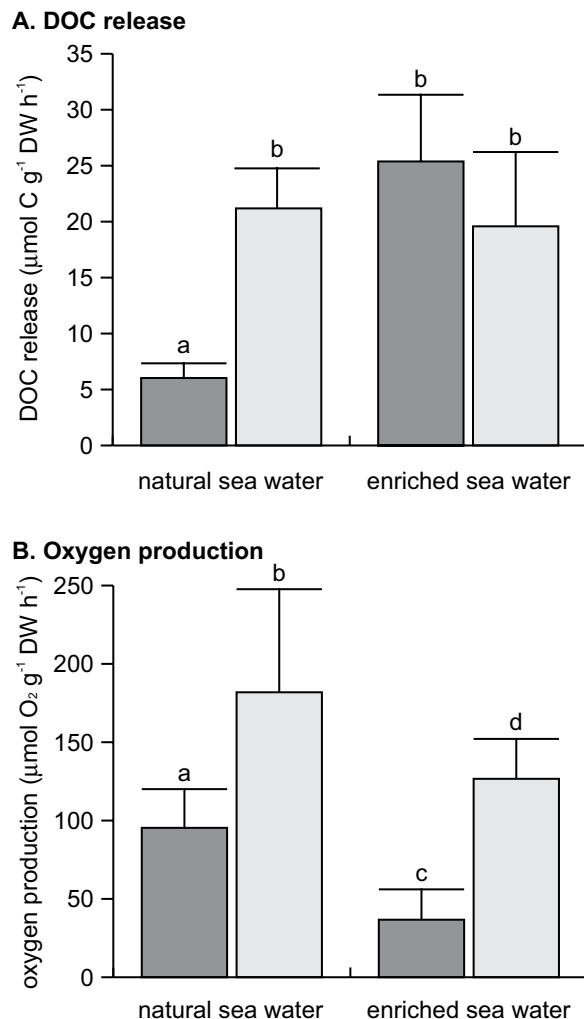 A. DOC release
DOC release (µmol C g⁻¹ DW h⁻¹)
35
30
25
20
15
10
5
0
a
b
b
b
natural sea water
enriched sea water
B. Oxygen production
oxygen production (µmol O₂ g⁻¹ DW h⁻¹)
250
200
150
100
50
0
a
b
c
d
natural sea water
enriched sea water